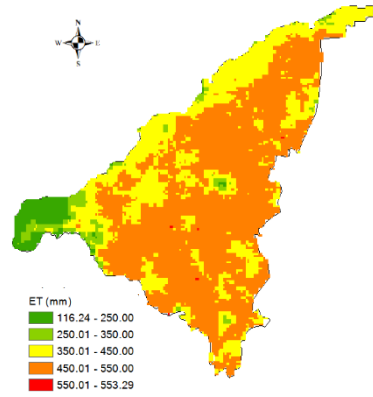 N
W E
S
ET (mm)
116.24 - 250.00
250.01 - 350.00
350.01 - 450.00
450.01 - 550.00
550.01 - 553.29